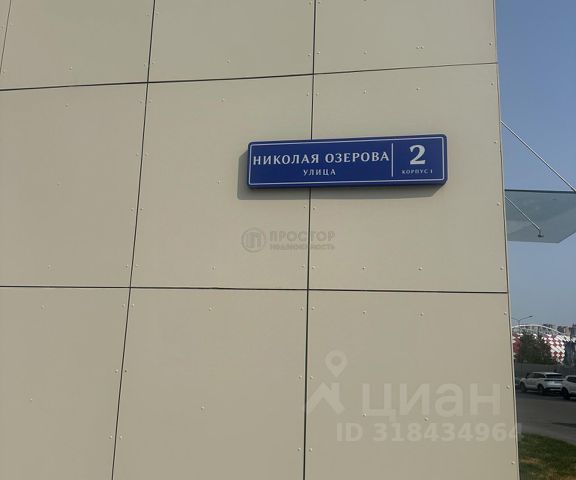 НИКОЛАЯ ОЗЕРОВА
УЛИЦА
2
КОРПУС 1
ПРОСТОР
НЕДВИЖИМОСТЬ
циан
ID 318434964